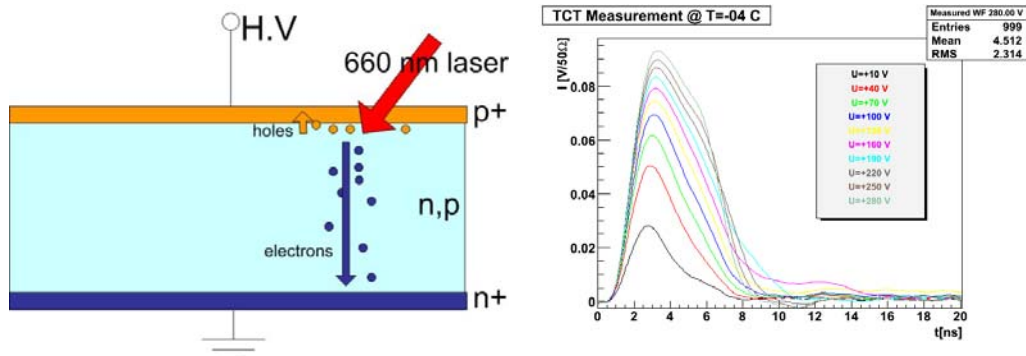 H.V
660 nm laser
p+
holes
n,p
electrons
n+
TCT Measurement @ T=-04 C
Measured WF 280.00 V
Entries 999
Mean 4.512
RMS 2.314
I [V/50Ω]
0.08
0.06
0.04
0.02
0
U=+10 V
U=+40 V
U=+70 V
U=+100 V
U=+160 V
U=+190 V
U=+220 V
U=+250 V
U=+280 V
0 2 4 6 8 10 12 14 16 18 20
t[ns]